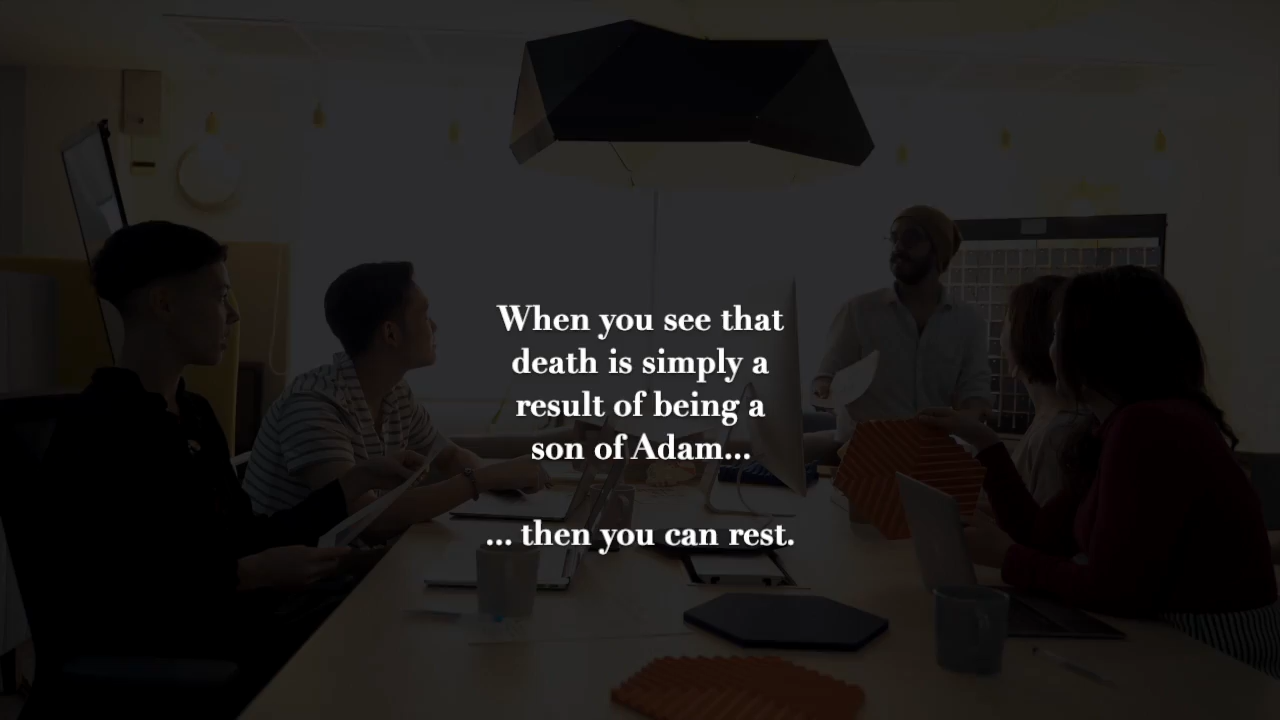 When you see that
death is simply a
result of being a
son of Adam...
... then you can rest.